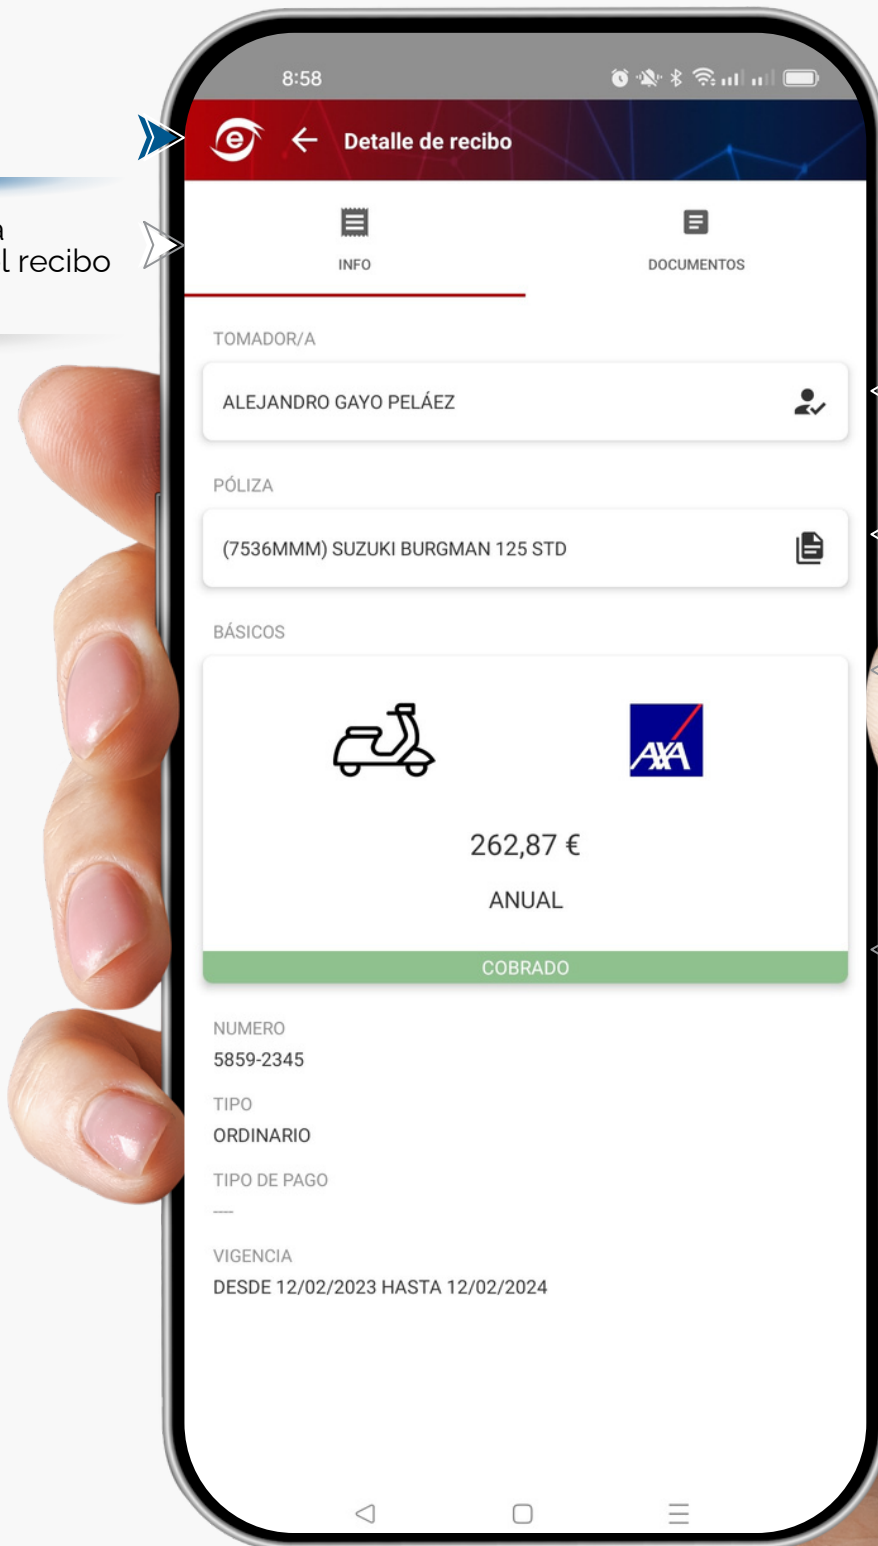 8:58
e
Detalle de recibo
INFO
DOCUMENTOS
a
l recibo
TOMADOR/A
ALEJANDRO GAYO PELÁEZ
PÓLIZA
(7536MMM) SUZUKI BURGMAN 125 STD
BÁSICOS
AXA
262,87 €
ANUAL
COBRADO
NUMERO
5859-2345
TIPO
ORDINARIO
TIPO DE PAGO
----
VIGENCIA
DESDE 12/02/2023 HASTA 12/02/2024